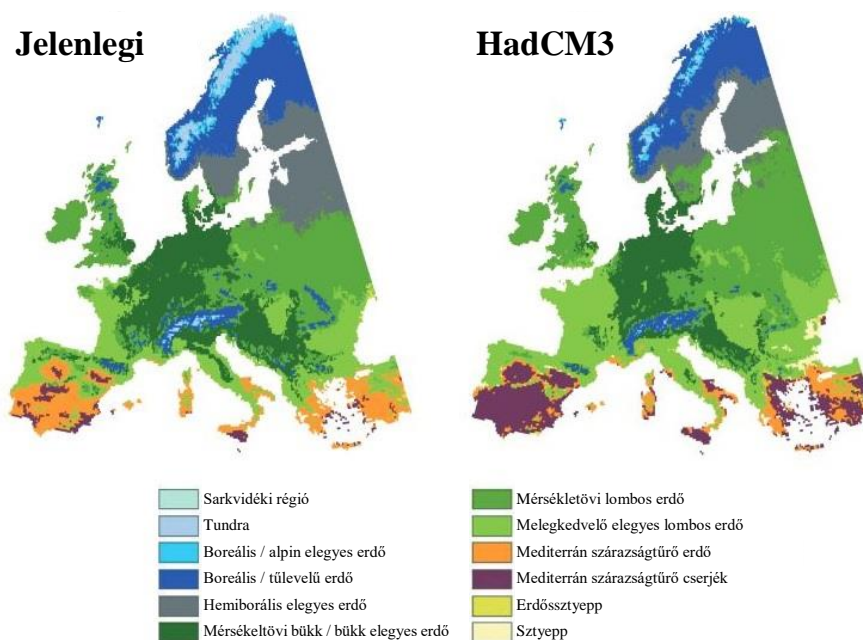 Jelenlegi
HadCM3
Sarkvidéki régió
Tundra
Boreális / alpin elegyes erdő
Boreális / tűlevelű erdő
Hemiborális elegyes erdő
Mérsékeltövi bükk / bükk elegyes erdő
Mérsékletövi lombos erdő
Melegkedvelő elegyes lombos erdő
Mediterrán szárazságtűrő erdő
Mediterrán szárazságtűrő cserjék
Erdőssztyepp
Sztyepp